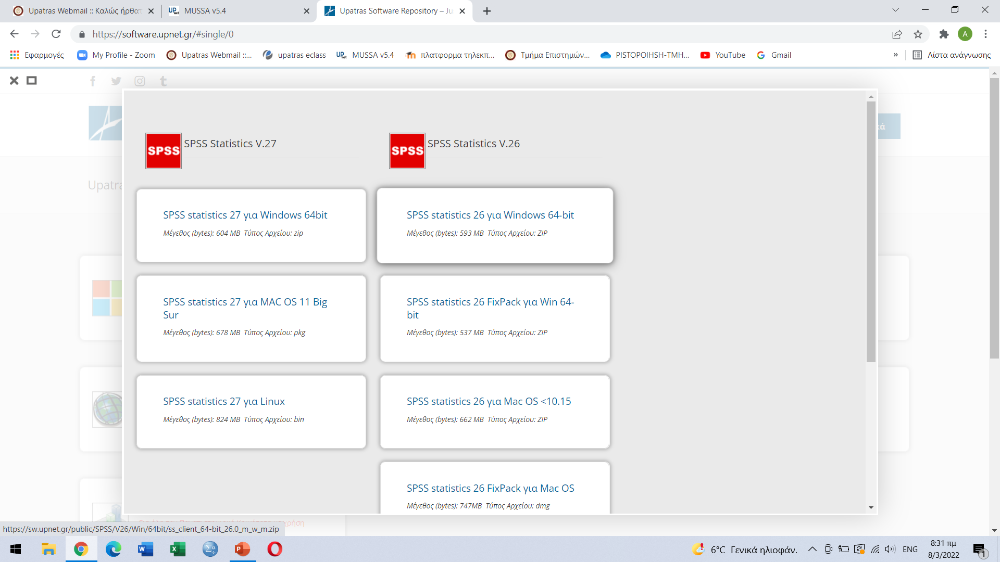 Upatras Webmail :: Καλώς ήρθατ
MUSSA v5.4
Upatras Software Repository – Ju
https://software.upnet.gr/#single/0
A
Εφαρμογές
My Profile - Zoom
Upatras Webmail ::...
upatras eclass
UPnet
MUSSA v5.4
πλατφορμα τηλεκπ...
Τμήμα Επιστημών...
PISTOPOIHSH-TMH...
YouTube
Gmail
»
Λίστα ανάγνωσης
κά
Upatra
SPSS
SPSS Statistics V.27
SPSS
SPSS Statistics V.26
SPSS statistics 27 για Windows 64bit
Μέγεθος (bytes): 604 MB Τύπος Αρχείου: zip
SPSS statistics 26 για Windows 64-bit
Μέγεθος (bytes): 593 MB Τύπος Αρχείου: ZIP
SPSS statistics 27 για MAC OS 11 Big
Sur
Μέγεθος (bytes): 678 MB Τύπος Αρχείου: pkg
SPSS statistics 26 FixPack για Win 64-
bit
Μέγεθος (bytes): 537 MB Τύπος Αρχείου: ZIP
SPSS statistics 27 για Linux
Μέγεθος (bytes): 824 MB Τύπος Αρχείου: bin
SPSS statistics 26 για Mac OS <10.15
Μέγεθος (bytes): 662 MB Τύπος Αρχείου: ZIP
SPSS statistics 26 FixPack για Mac OS
Μέγεθος (bytes): 747MB Τύπος Αρχείου: dmg
https://sw.upnet.gr/public/SPSS/V26/Win/64bit/ss_client_64-bit_26.0_m_w_m.zip
6°C Γενικά ηλιοφάν.
ENG
8:31 πμ
8/3/2022
1